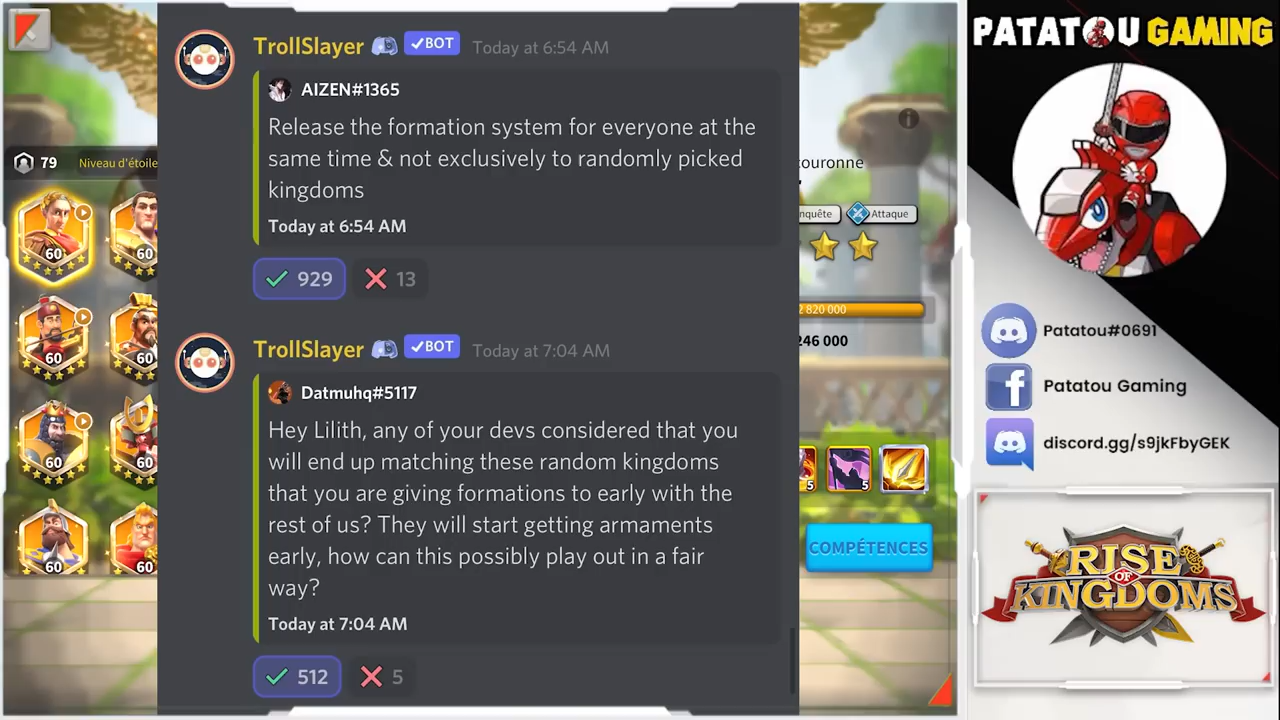 TrollSlayer ✓BOT Today at 6:54 AM
AIZEN#1365
Release the formation system for everyone at the
same time & not exclusively to randomly picked
kingdoms
Today at 6:54 AM
929 13
TrollSlayer ✓BOT Today at 7:04 AM
Datmuhq#5117
Hey Lilith, any of your devs considered that you
will end up matching these random kingdoms
that you are giving formations to early with the
rest of us? They will start getting armaments
early, how can this possibly play out in a fair
way?
Today at 7:04 AM
512 5
79 Niveau d'étoile
60 60
60 60
60 60
60 60
couronne
nquête Attaque
2 820 000
246 000
5 5
COMPÉTENCES
PATATOU GAMING
Patatou#0691
Patatou Gaming
discord.gg/s9jkFbyGEK
RISE
OF
KINGDOMS